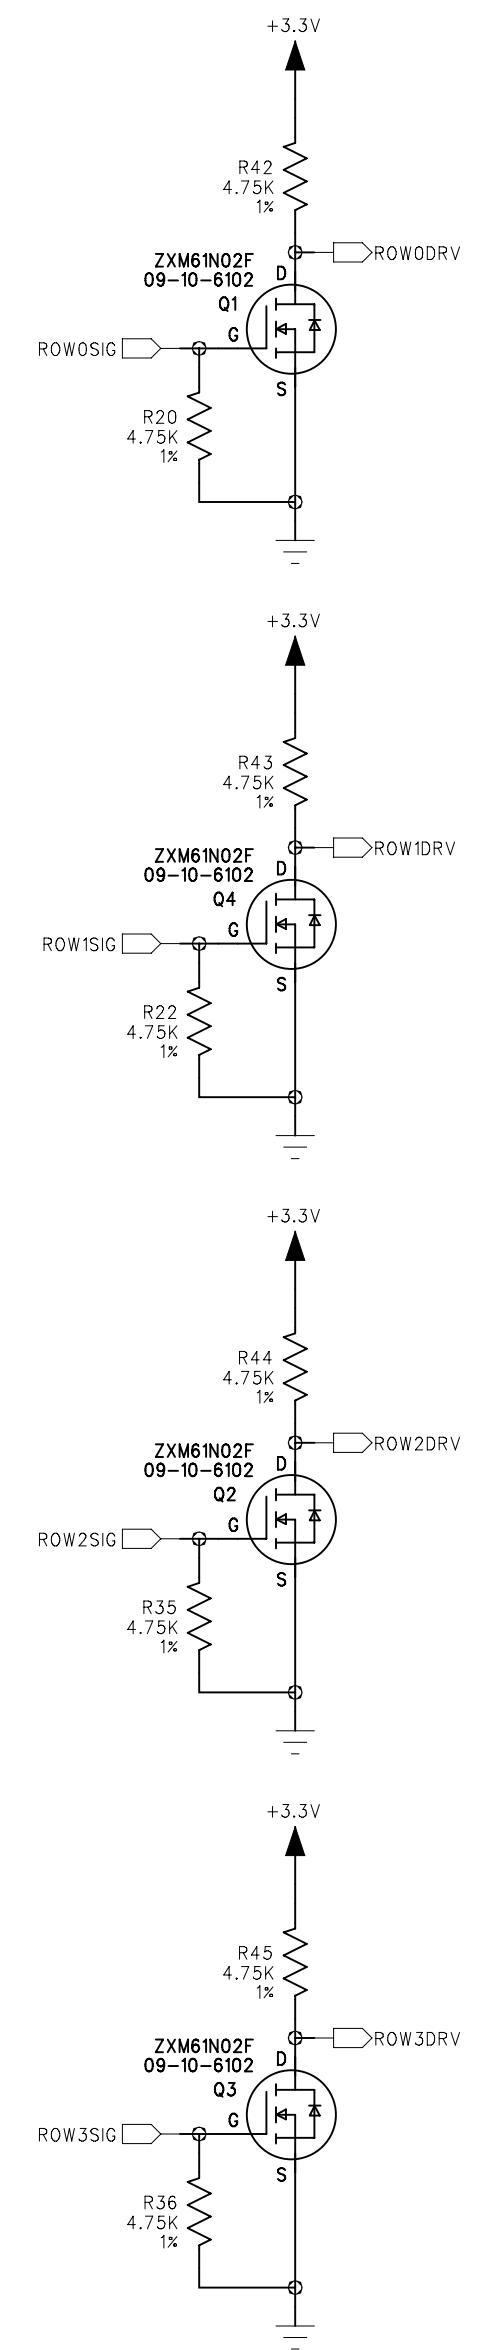 +3.3V
R42
4.75K
1%
ROW0DRV
ZXM61N02F
09-10-6102
D
Q1
G
ROW0SIG
S
R20
4.75K
1%
+3.3V
R43
4.75K
1%
ROW1DRV
ZXM61N02F
09-10-6102
D
Q4
G
ROW1SIG
S
R22
4.75K
1%
+3.3V
R44
4.75K
1%
ROW2DRV
ZXM61N02F
09-10-6102
D
Q2
G
ROW2SIG
S
R35
4.75K
1%
+3.3V
R45
4.75K
1%
ROW3DRV
ZXM61N02F
09-10-6102
D
Q3
G
ROW3SIG
S
R36
4.75K
1%